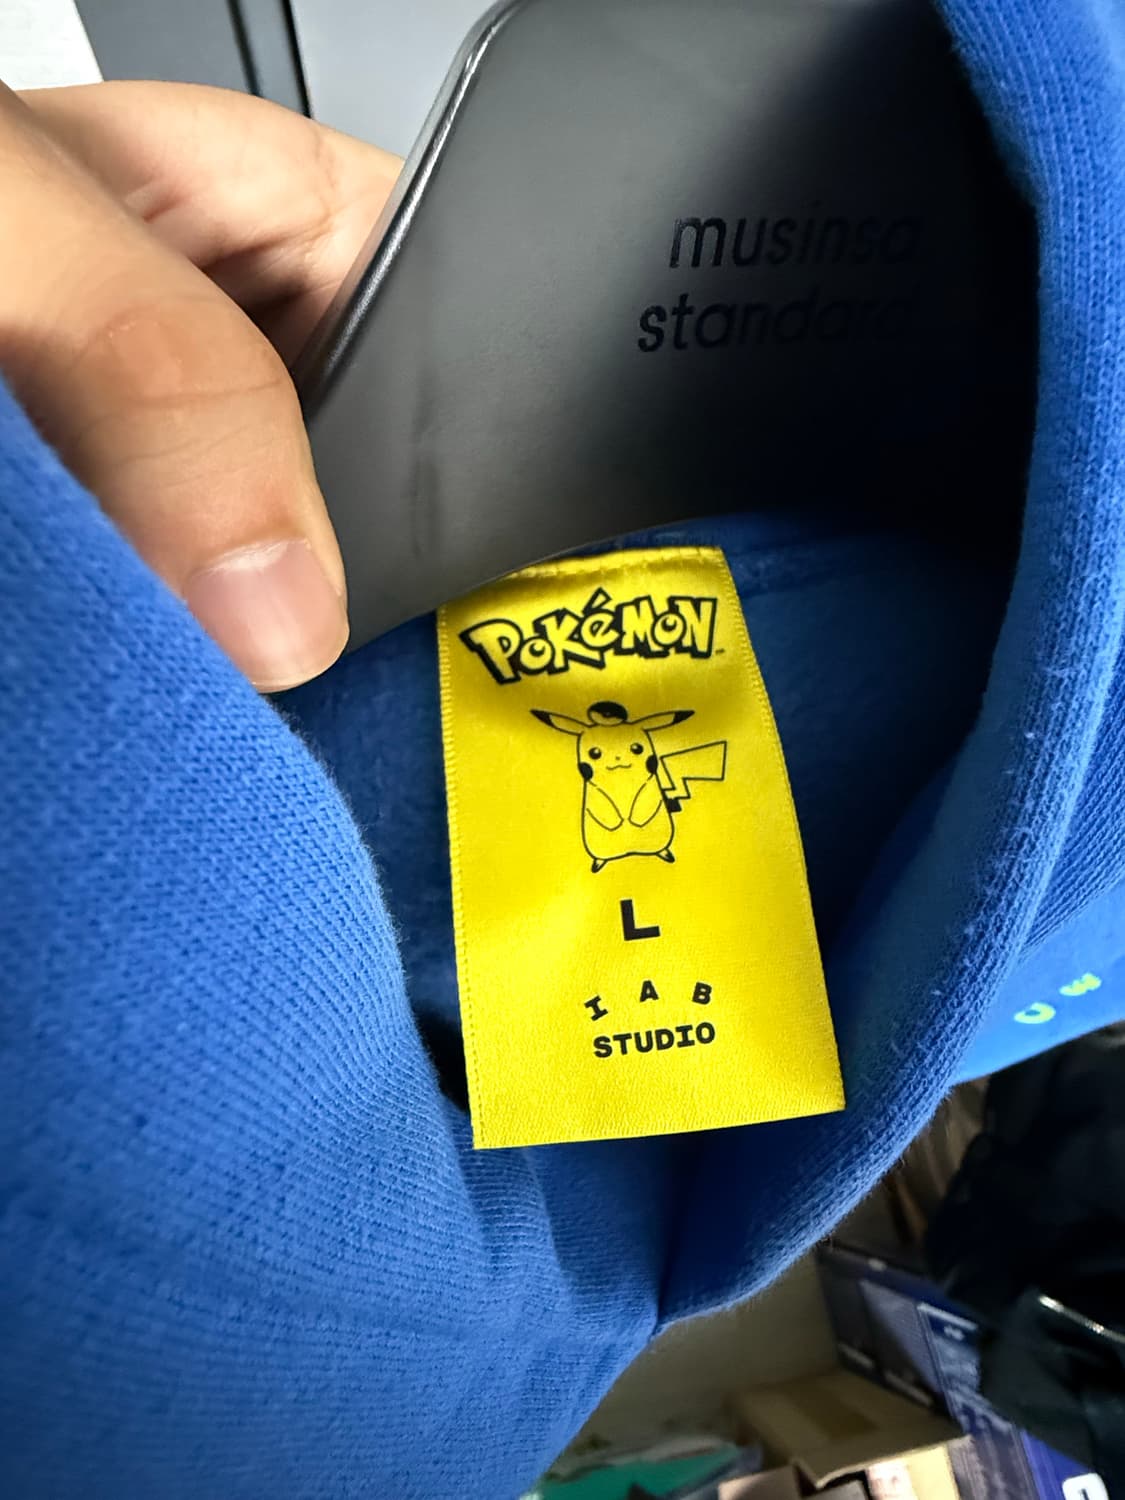 musinsa
standard
POKéMON
L
I A B
STUDIO